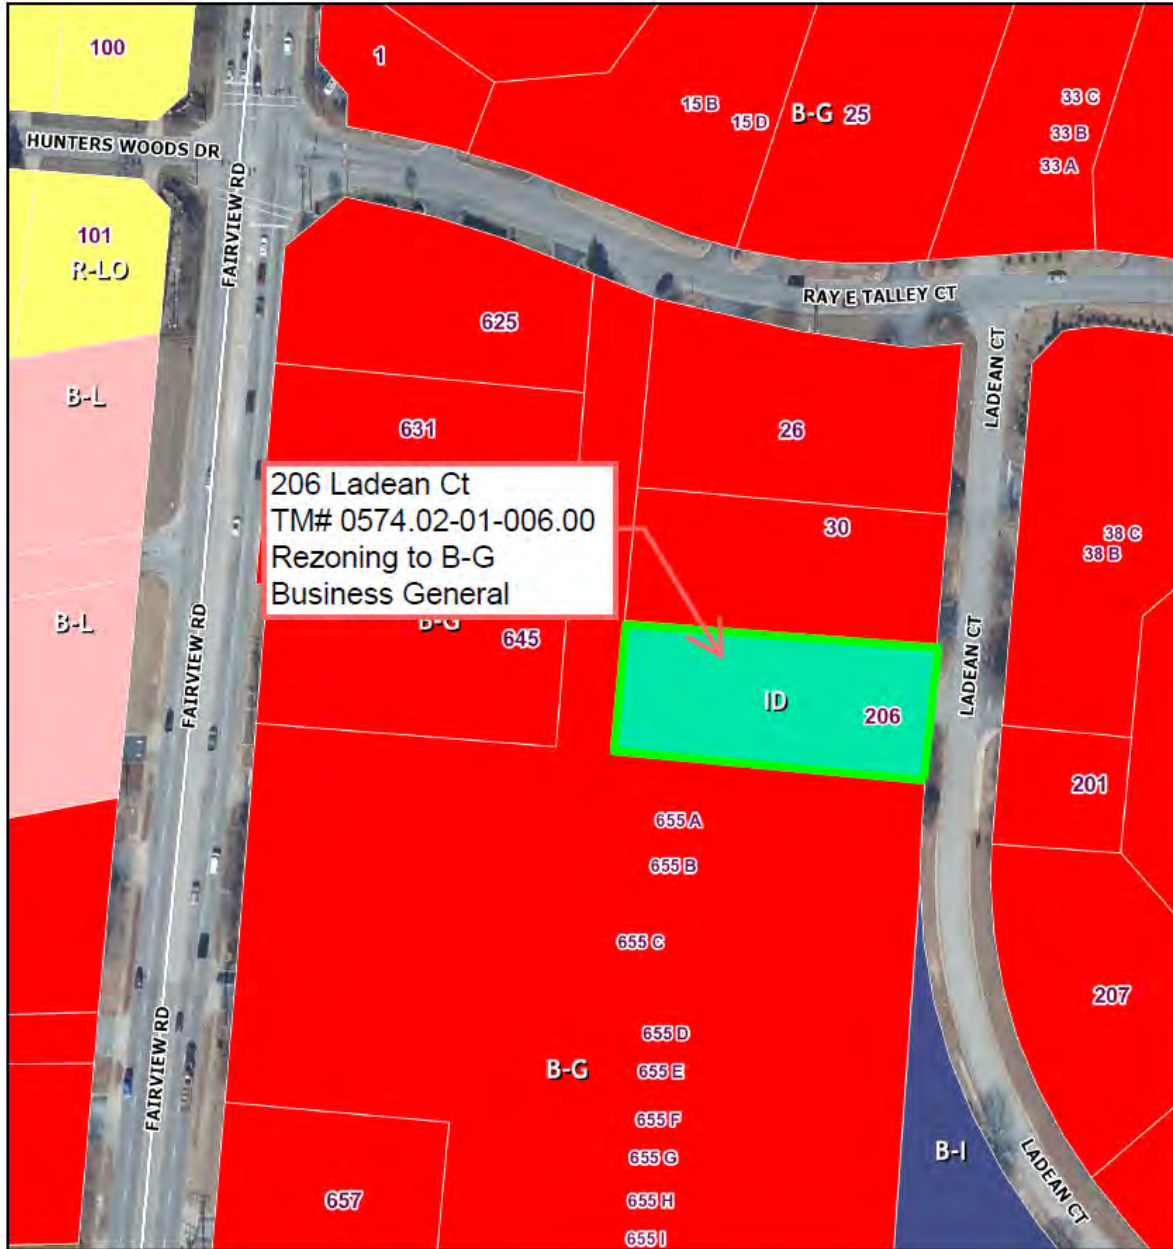 100
1
15 B
15 D
B-G
25
33 C
33 B
33 A
HUNTERS WOODS DR
FAIRVIEW RD
101
R-LO
RAY E TALLEY CT
625
LADEAN CT
B-L
631
26
206 Ladean Ct
TM# 0574.02-01-006.00
Rezoning to B-G
Business General
30
38 C
38 B
B-L
B-G
645
FAIRVIEW RD
LADEAN CT
ID
206
201
655 A
655 B
655 C
207
655 D
B-G
655 E
FAIRVIEW RD
655 F
655 G
B-I
LADEAN CT
657
655 H
655 I